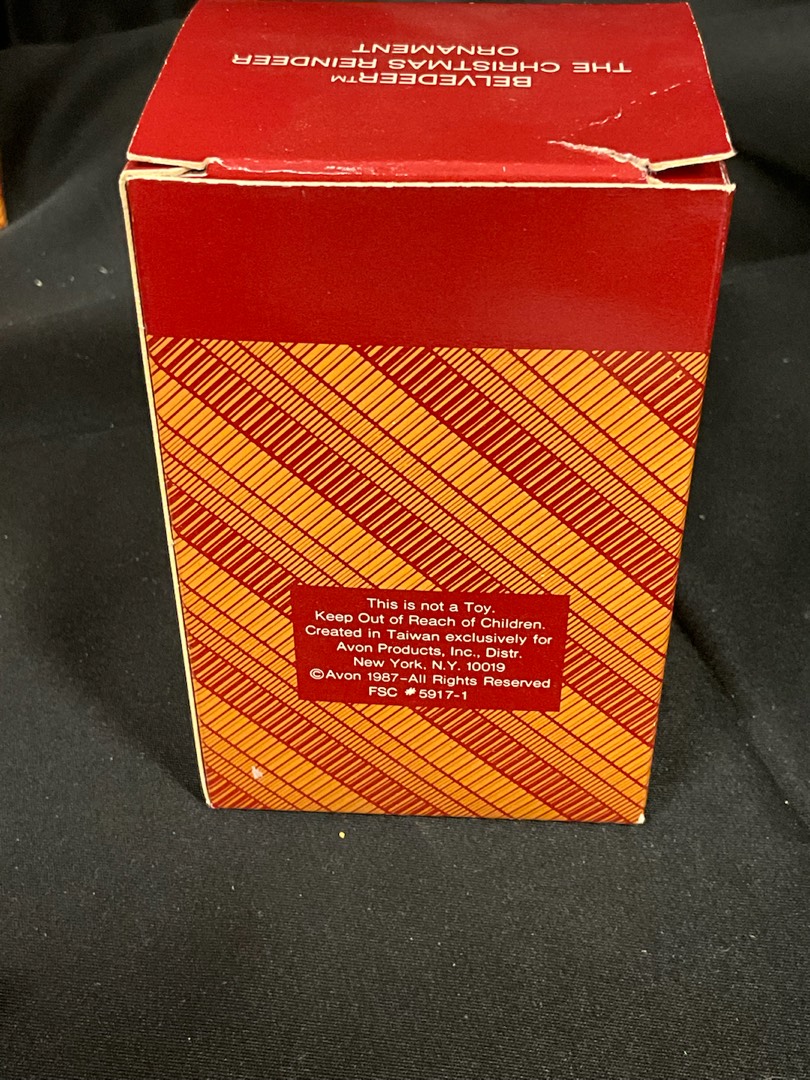 BELVEDEER™
THE CHRISTMAS REINDEER
ORNAMENT
This is not a Toy.
Keep Out of Reach of Children.
Created in Taiwan exclusively for
Avon Products, Inc., Distr.
New York, N.Y. 10019
©Avon 1987–All Rights Reserved
FSC #5917-1